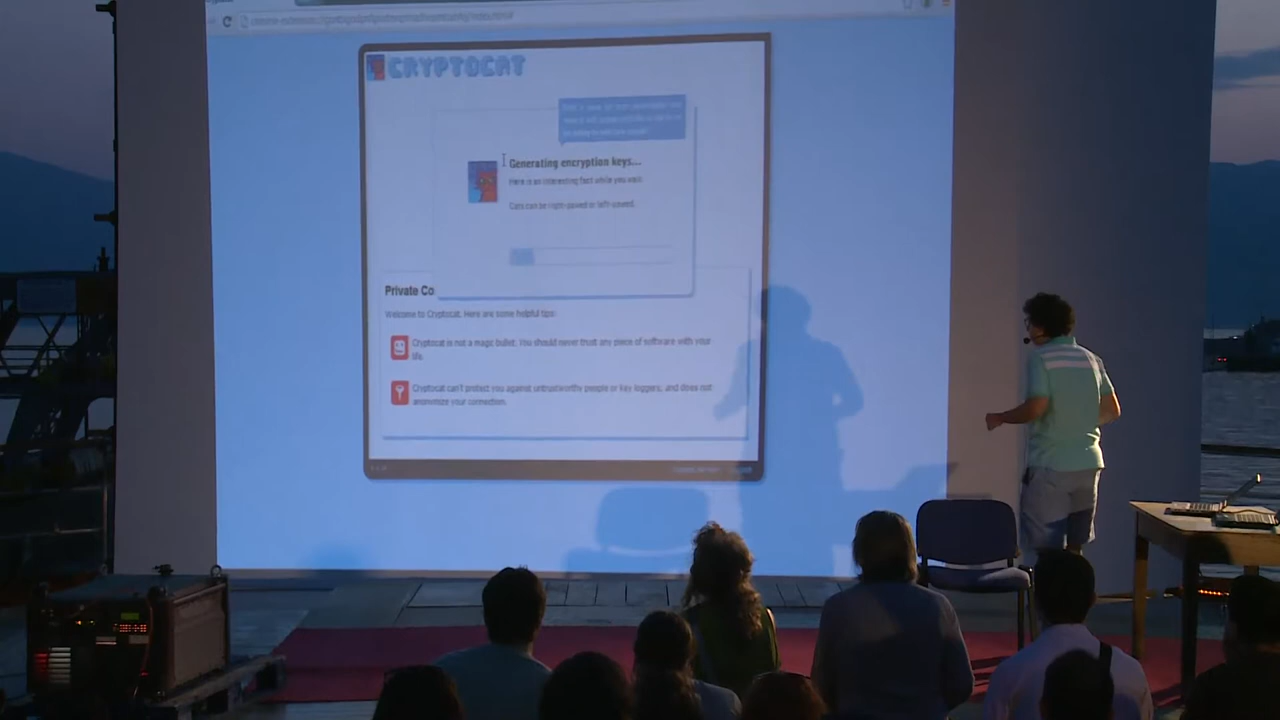 CRYPTOCAT
Generating encryption keys...
Here is an interesting fact while you wait:
Cats can be right-pawed or left-pawed.
Private Co
Welcome to Cryptocat. Here are some helpful tips:
Cryptocat is not a magic bullet. You should never trust any piece of software with your
life.
Cryptocat can't protect you against untrustworthy people or key loggers, and does not
anonymize your connection.